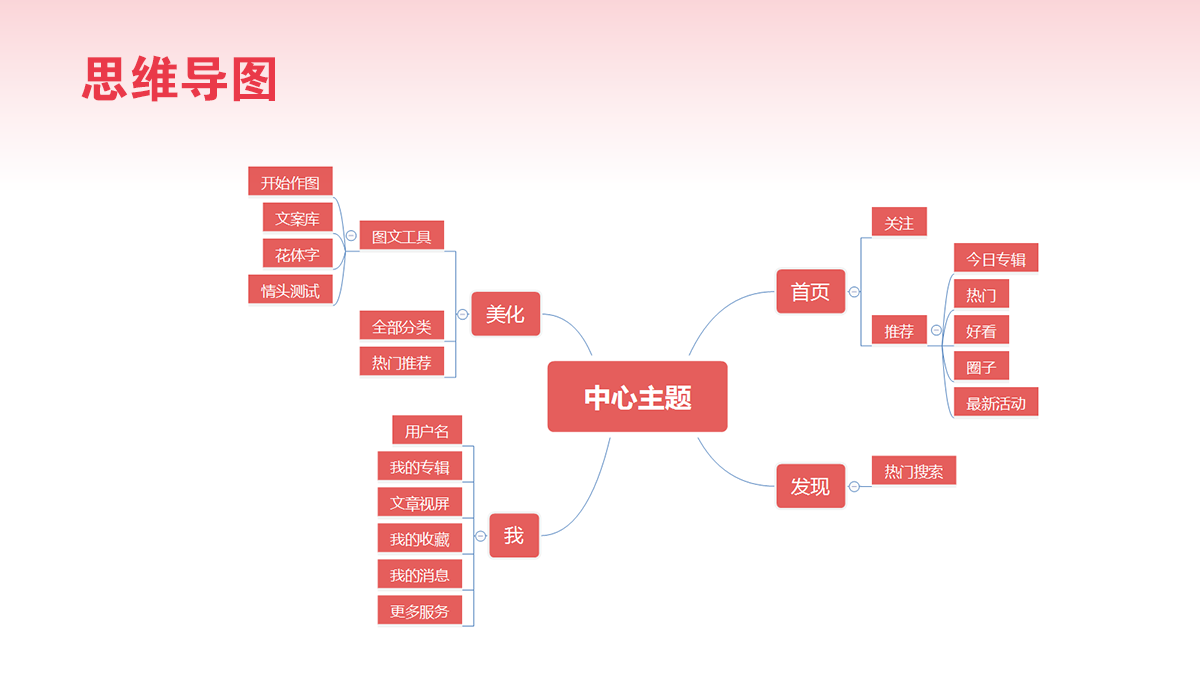 思维导图
开始作图
文案库
花体字
情头测试
图文工具
全部分类
热门推荐
美化
用户名
我的专辑
文章视屏
我的收藏
我的消息
更多服务
我
中心主题
首页
关注
推荐
今日专辑
热门
好看
圈子
最新活动
发现
热门搜索